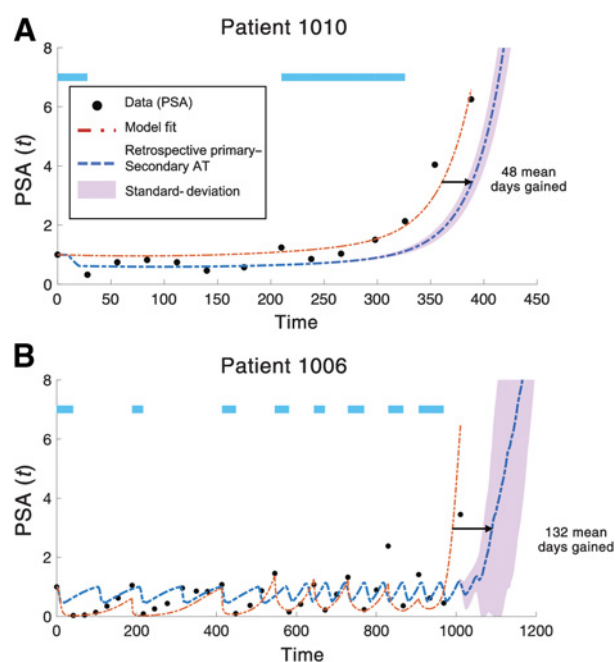 A
Patient 1010
8
6
4
2
0
PSA (t)
Data (PSA)
Model fit
Retrospective primary–
Secondary AT
Standard- deviation
48 mean
days gained
0 50 100 150 200 250 300 350 400 450
Time
B
Patient 1006
8
6
4
2
0
PSA (t)
132 mean
days gained
0 200 400 600 800 1000 1200
Time